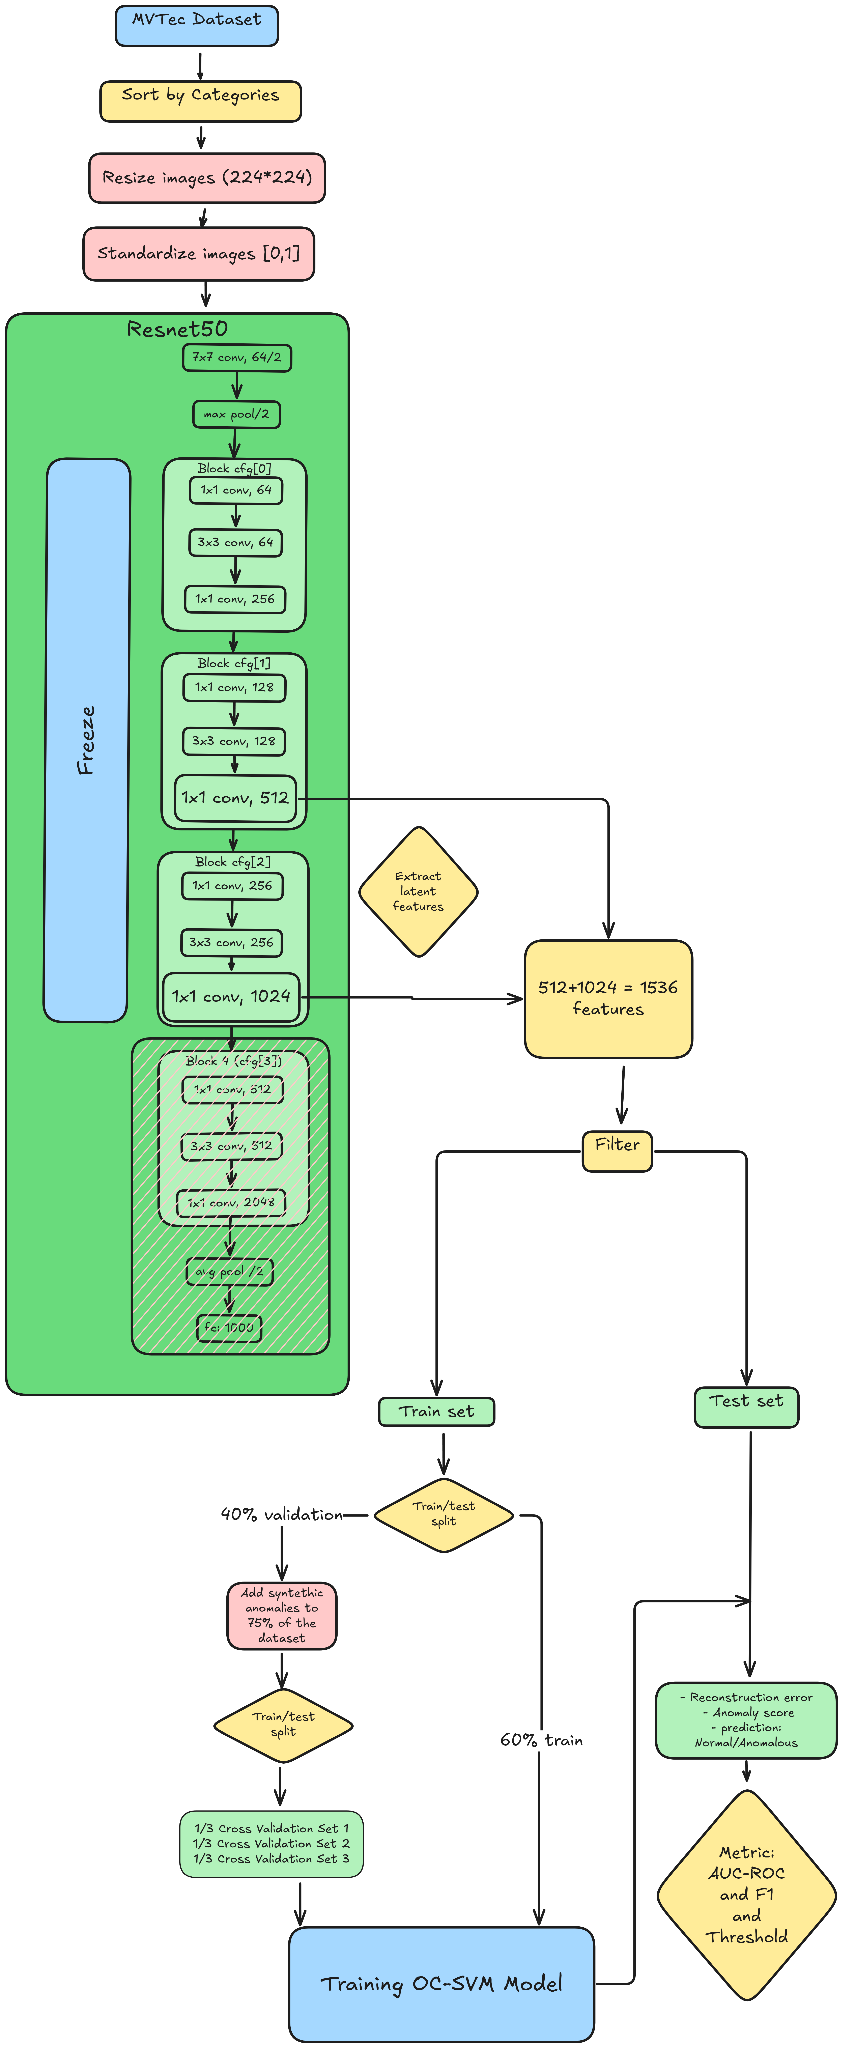 MVTec Dataset
Sort by Categories
Resize images (224*224)
Standardize images [0,1]
Resnet50
7x7 conv, 64/2
max pool/2
Block cfg[0]
1x1 conv, 64
3x3 conv, 64
1x1 conv, 256
Freeze
Block cfg[1]
1x1 conv, 128
3x3 conv, 128
1x1 conv, 512
Block cfg[2]
1x1 conv, 256
3x3 conv, 256
1x1 conv, 1024
Extract
latent
features
512+1024 = 1536
features
Block 4 (cfg[3])
1x1 conv, 512
3x3 conv, 512
1x1 conv, 2048
avg pool /2
fc: 1000
Filter
Train set
Test set
Train/test
split
40% validation
Add syntethic
anomalies to
75% of the
dataset
Train/test
split
60% train
1/3 Cross Validation Set 1
1/3 Cross Validation Set 2
1/3 Cross Validation Set 3
Training OC-SVM Model
- Reconstruction error
- Anomaly score
- prediction:
Normal/Anomalous
Metric:
AUC-ROC
and F1
and
Threshold